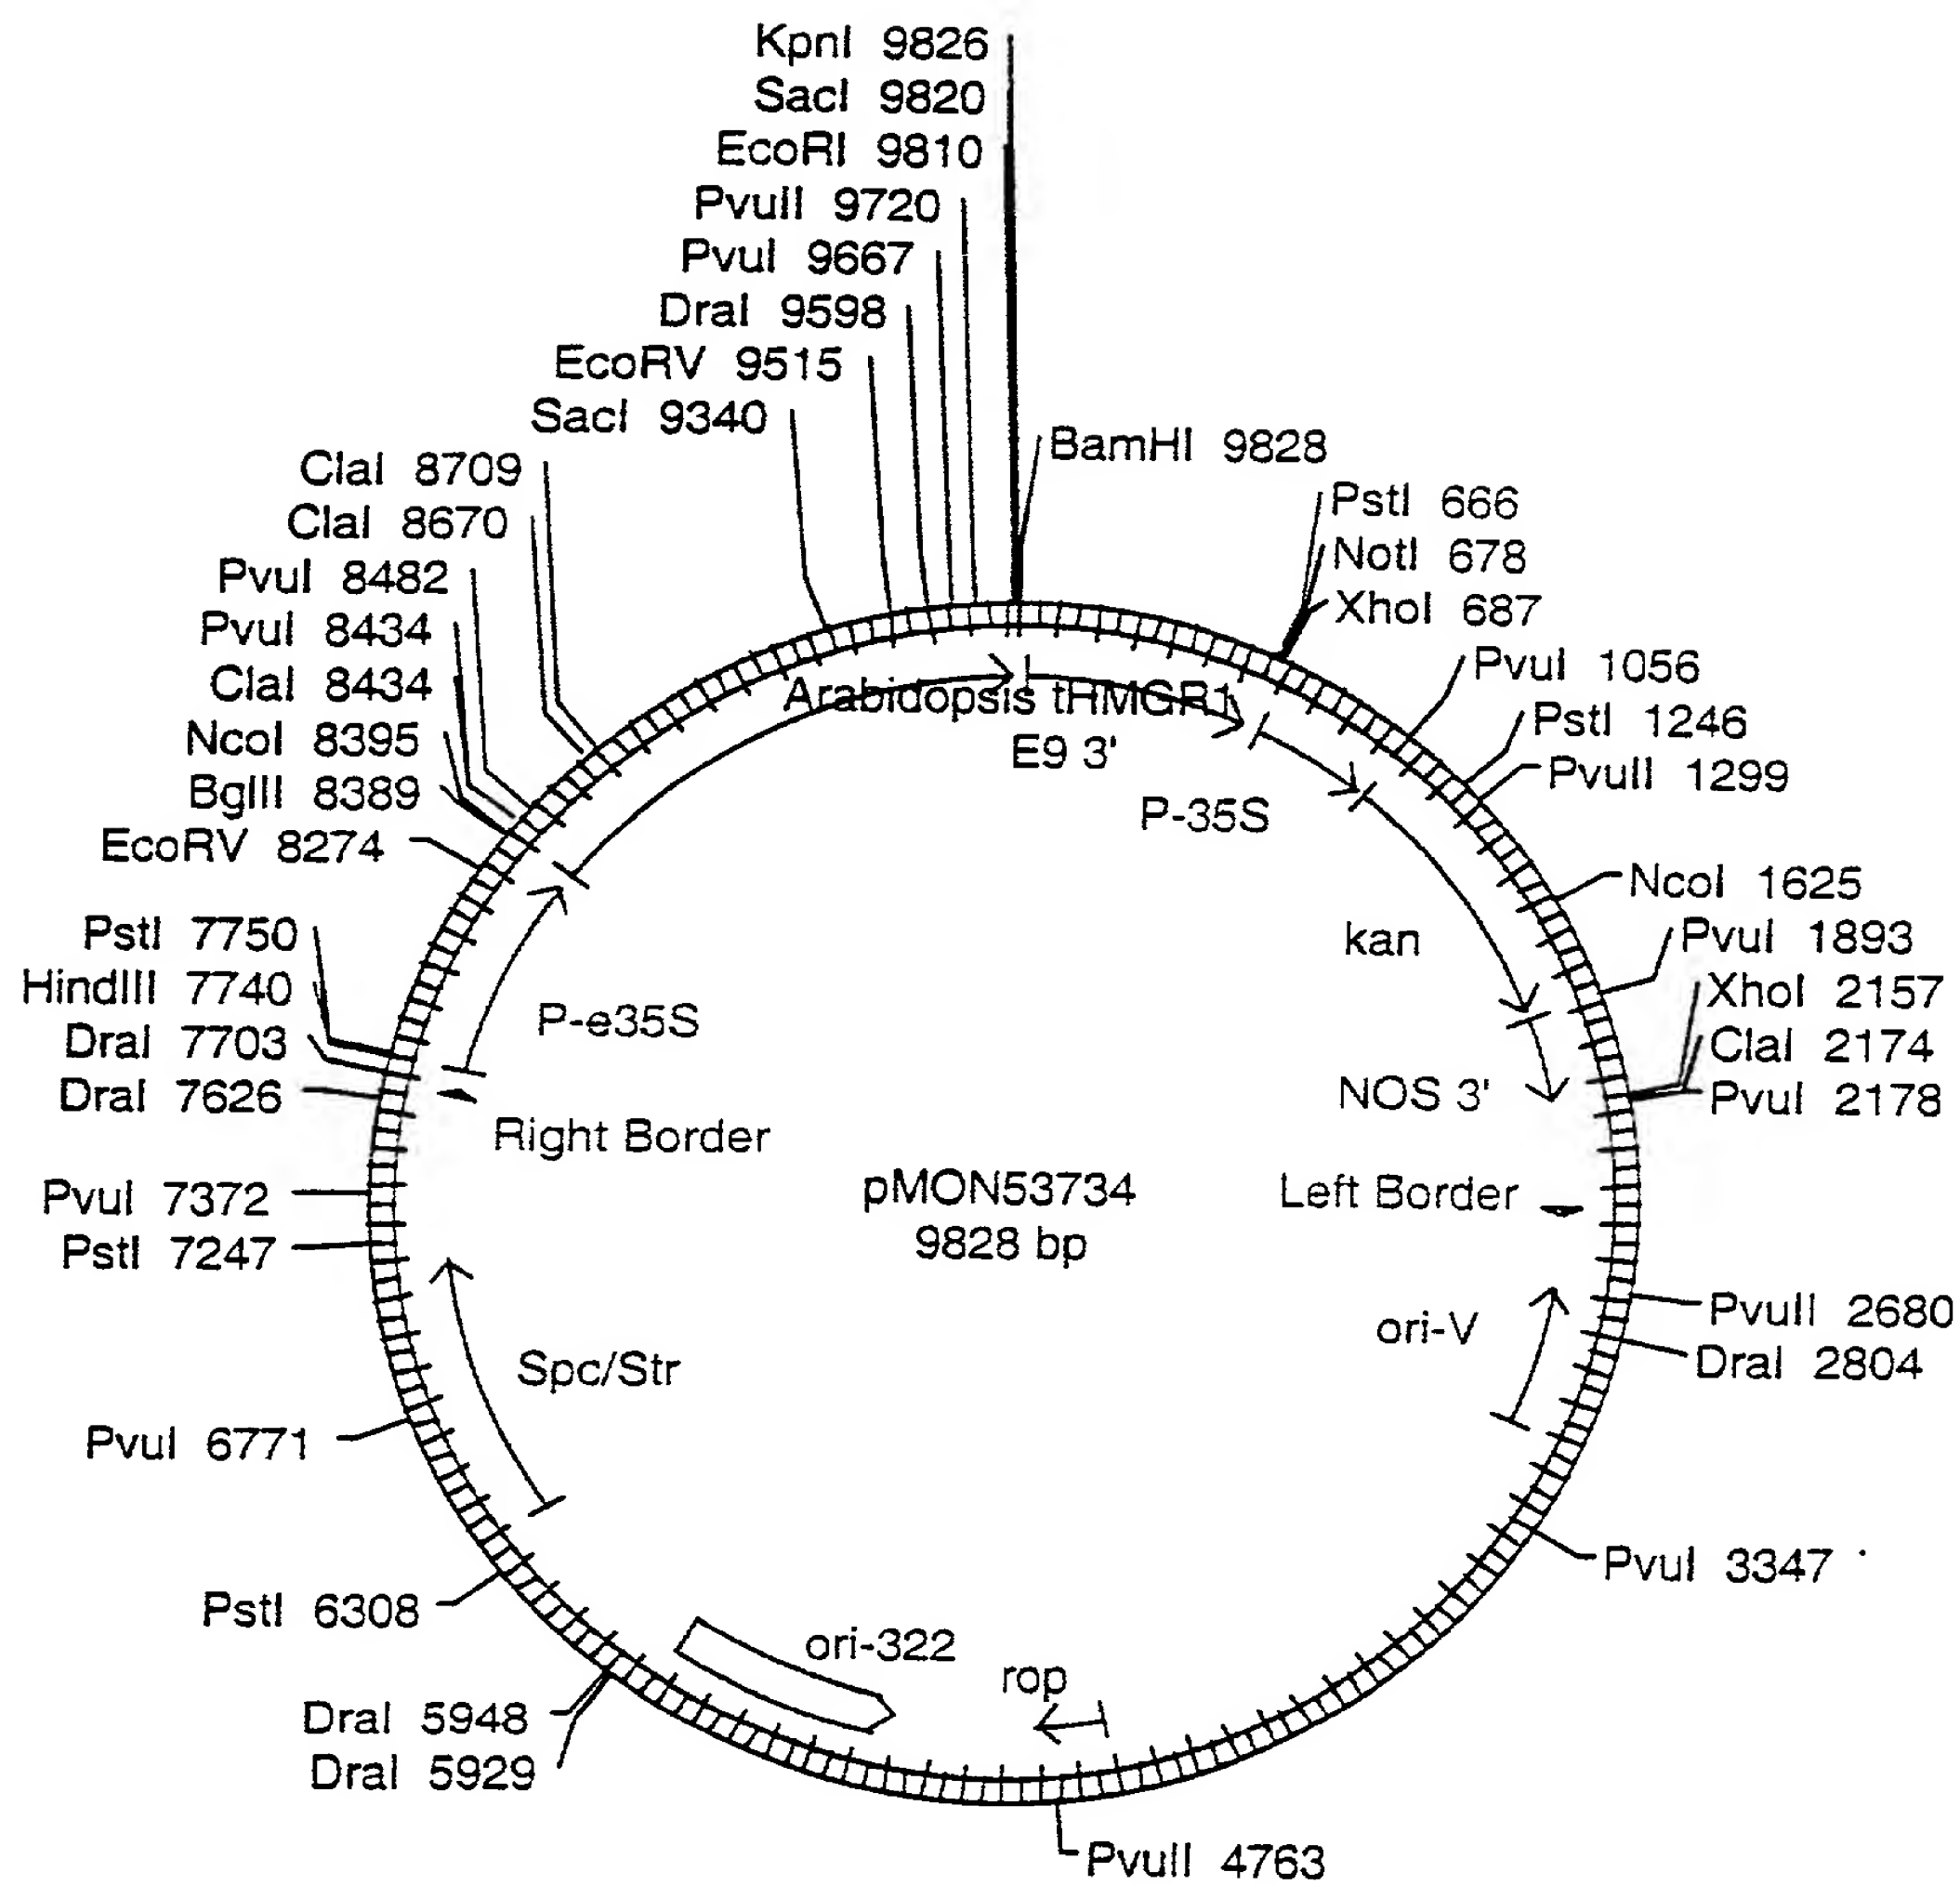 KpnI 9826
SacI 9820
EcoRI 9810
PvuII 9720
PvuI 9667
DraI 9598
EcoRV 9515
SacI 9340
ClaI 8709
ClaI 8670
PvuI 8482
PvuI 8434
ClaI 8434
NcoI 8395
BglII 8389
EcoRV 8274
PstI 7750
HindIII 7740
DraI 7703
DraI 7626
PvuI 7372
PstI 7247
PvuI 6771
PstI 6308
DraI 5948
DraI 5929
BamHI 9828
PstI 666
NotI 678
XhoI 687
PvuI 1056
PstI 1246
PvuII 1299
NcoI 1625
PvuI 1893
XhoI 2157
ClaI 2174
PvuI 2178
PvuII 2680
DraI 2804
PvuI 3347
PvuII 4763
Arabidopsis tHMGR1
E9 3'
P-35S
kan
NOS 3'
Left Border
ori-V
rop
ori-322
Spc/Str
Right Border
P-e35S
pMON53734
9828 bp